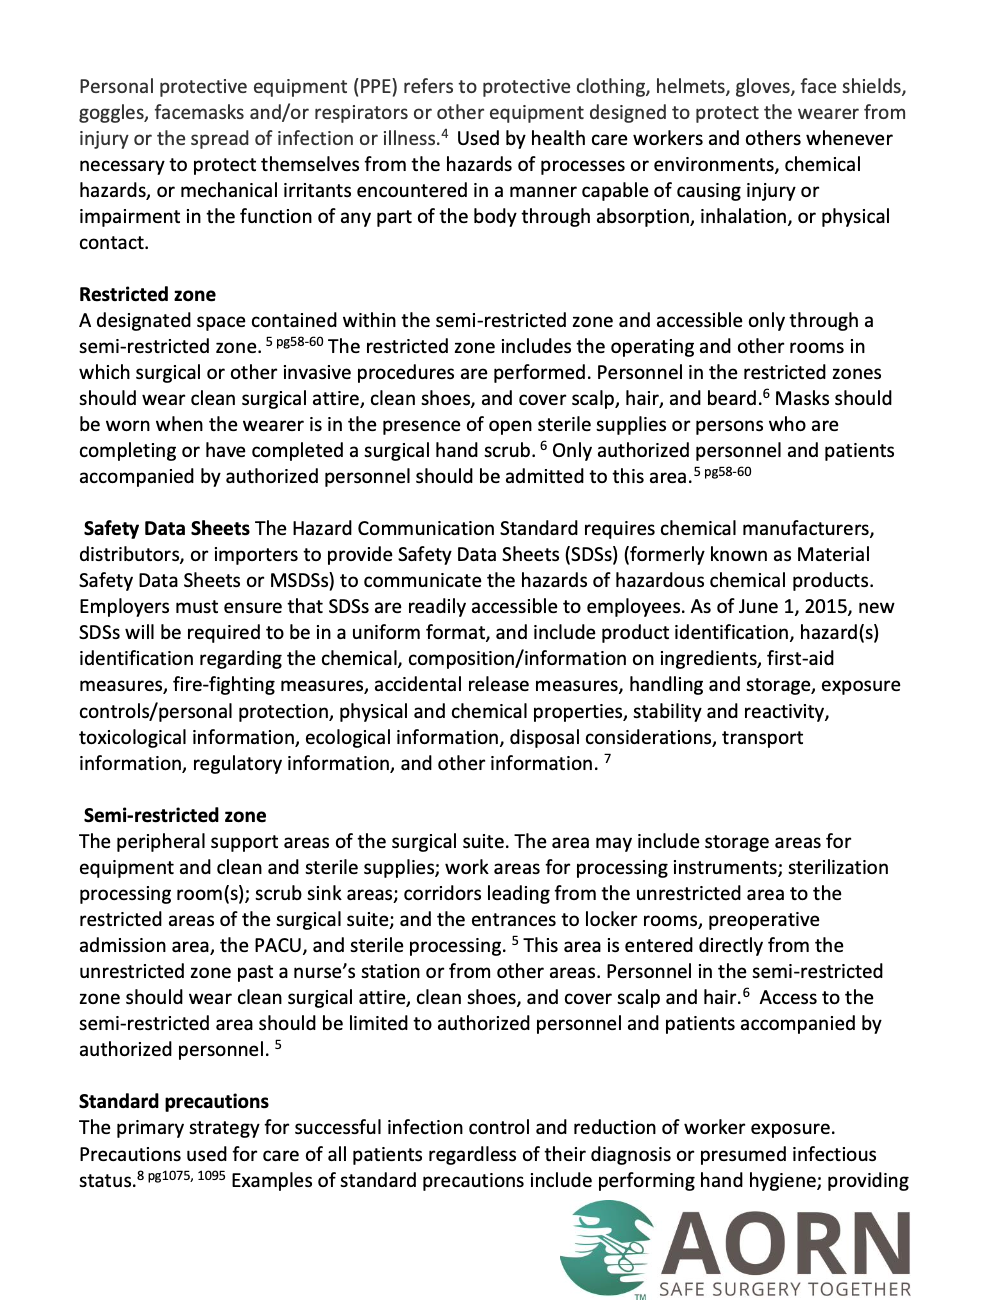 Personal protective equipment (PPE) refers to protective clothing, helmets, gloves, face shields,
goggles, facemasks and/or respirators or other equipment designed to protect the wearer from
injury or the spread of infection or illness.4 Used by health care workers and others whenever
necessary to protect themselves from the hazards of processes or environments, chemical
hazards, or mechanical irritants encountered in a manner capable of causing injury or
impairment in the function of any part of the body through absorption, inhalation, or physical
contact.
Restricted zone
A designated space contained within the semi-restricted zone and accessible only through a
semi-restricted zone. 5 pg58-60 The restricted zone includes the operating and other rooms in
which surgical or other invasive procedures are performed. Personnel in the restricted zones
should wear clean surgical attire, clean shoes, and cover scalp, hair, and beard.6 Masks should
be worn when the wearer is in the presence of open sterile supplies or persons who are
completing or have completed a surgical hand scrub. 6 Only authorized personnel and patients
accompanied by authorized personnel should be admitted to this area.5 pg58-60
Safety Data Sheets The Hazard Communication Standard requires chemical manufacturers,
distributors, or importers to provide Safety Data Sheets (SDSs) (formerly known as Material
Safety Data Sheets or MSDSs) to communicate the hazards of hazardous chemical products.
Employers must ensure that SDSs are readily accessible to employees. As of June 1, 2015, new
SDSs will be required to be in a uniform format, and include product identification, hazard(s)
identification regarding the chemical, composition/information on ingredients, first-aid
measures, fire-fighting measures, accidental release measures, handling and storage, exposure
controls/personal protection, physical and chemical properties, stability and reactivity,
toxicological information, ecological information, disposal considerations, transport
information, regulatory information, and other information. 7
Semi-restricted zone
The peripheral support areas of the surgical suite. The area may include storage areas for
equipment and clean and sterile supplies; work areas for processing instruments; sterilization
processing room(s); scrub sink areas; corridors leading from the unrestricted area to the
restricted areas of the surgical suite; and the entrances to locker rooms, preoperative
admission area, the PACU, and sterile processing. 5 This area is entered directly from the
unrestricted zone past a nurse’s station or from other areas. Personnel in the semi-restricted
zone should wear clean surgical attire, clean shoes, and cover scalp and hair.6 Access to the
semi-restricted area should be limited to authorized personnel and patients accompanied by
authorized personnel. 5
Standard precautions
The primary strategy for successful infection control and reduction of worker exposure.
Precautions used for care of all patients regardless of their diagnosis or presumed infectious
status.8 pg1075, 1095 Examples of standard precautions include performing hand hygiene; providing
AORN
SAFE SURGERY TOGETHER
TM